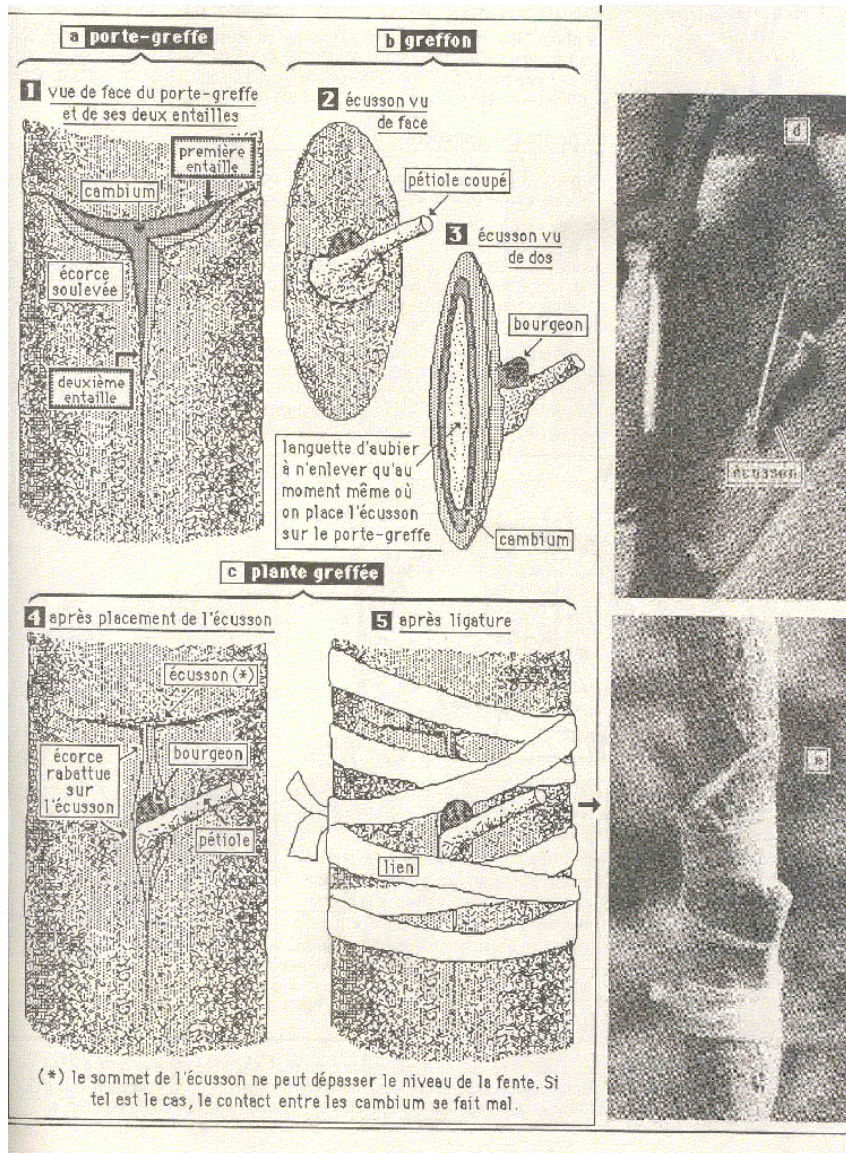 a porte-greffe
b greffon
1 vue de face du porte-greffe
et de ses deux entailles
première
entaille
cambium
écorce
soulevée
deuxième
entaille
2 écusson vu
de face
pétiole coupé
3 écusson vu
de dos
bourgeon
languette d'aubier
à n'enlever qu'au
moment même où
on place l'écusson
sur le porte-greffe
cambium
d
écusson
c plante greffée
4 après placement de l'écusson
écusson (*)
écorce
rabattue
sur
l'écusson
bourgeon
pétiole
5 après ligature
lien
e
(*) le sommet de l'écusson ne peut dépasser le niveau de la fente. Si
tel est le cas, le contact entre les cambium se fait mal.